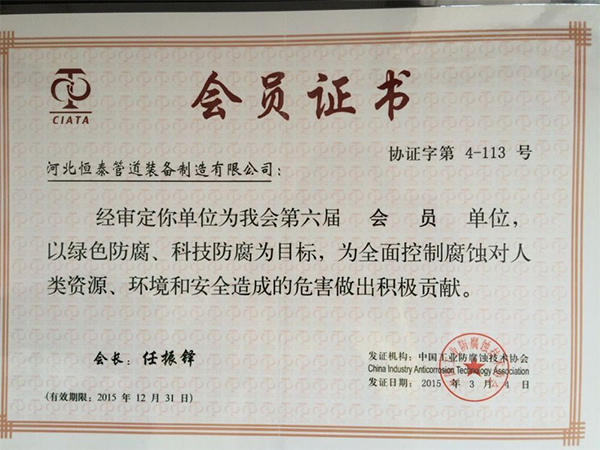 CIATA
会员证书
协证字第 4-113 号
河北恒泰管道装备制造有限公司：
经审定你单位为我会第六届 会 员 单位，
以绿色防腐、科技防腐为目标，为全面控制腐蚀对人
类资源、环境和安全造成的危害做出积极贡献。
会长：任振铎
发证机构：中国工业防腐蚀技术协会
China Industry Anticorrosion Technology Association
发证日期：2015 年 3 月 4 日
(有效期限：2015 年 12 月 31 日)